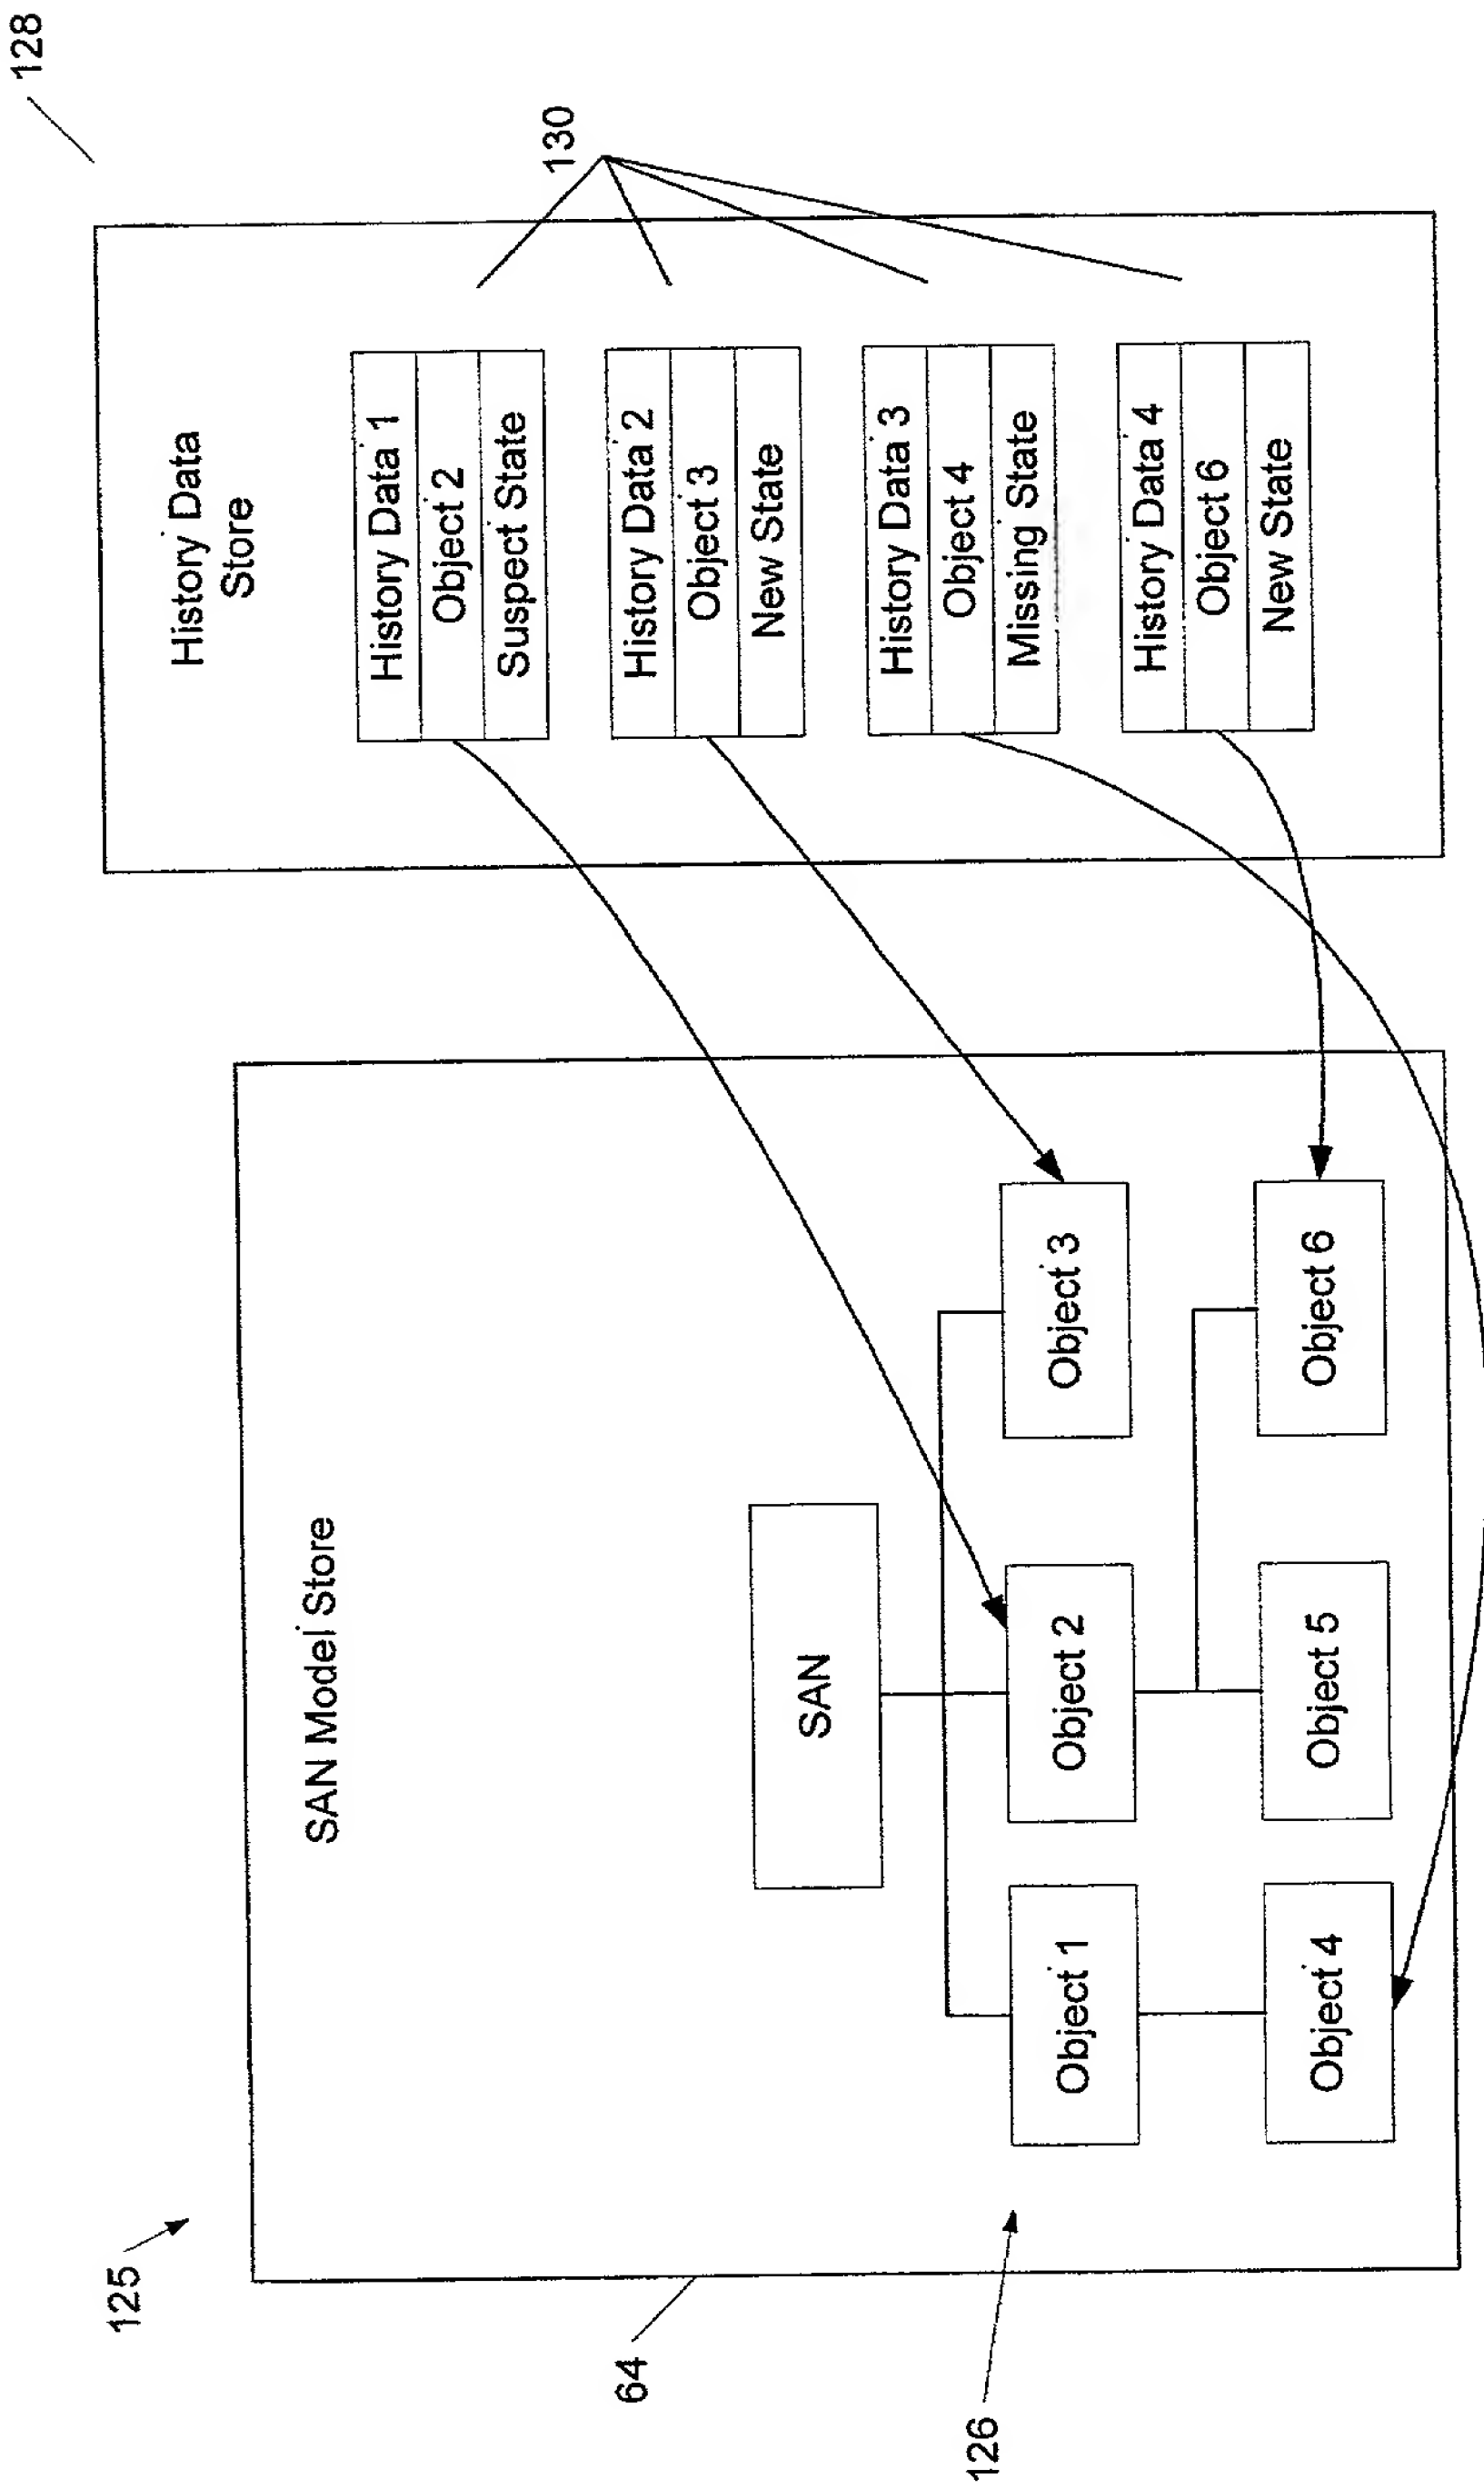 125
64
126
SAN Model Store
SAN
Object 1
Object 2
Object 3
Object 4
Object 5
Object 6
128
History Data
Store
130
History Data 1
Object 2
Suspect State
History Data 2
Object 3
New State
History Data 3
Object 4
Missing State
History Data 4
Object 6
New State